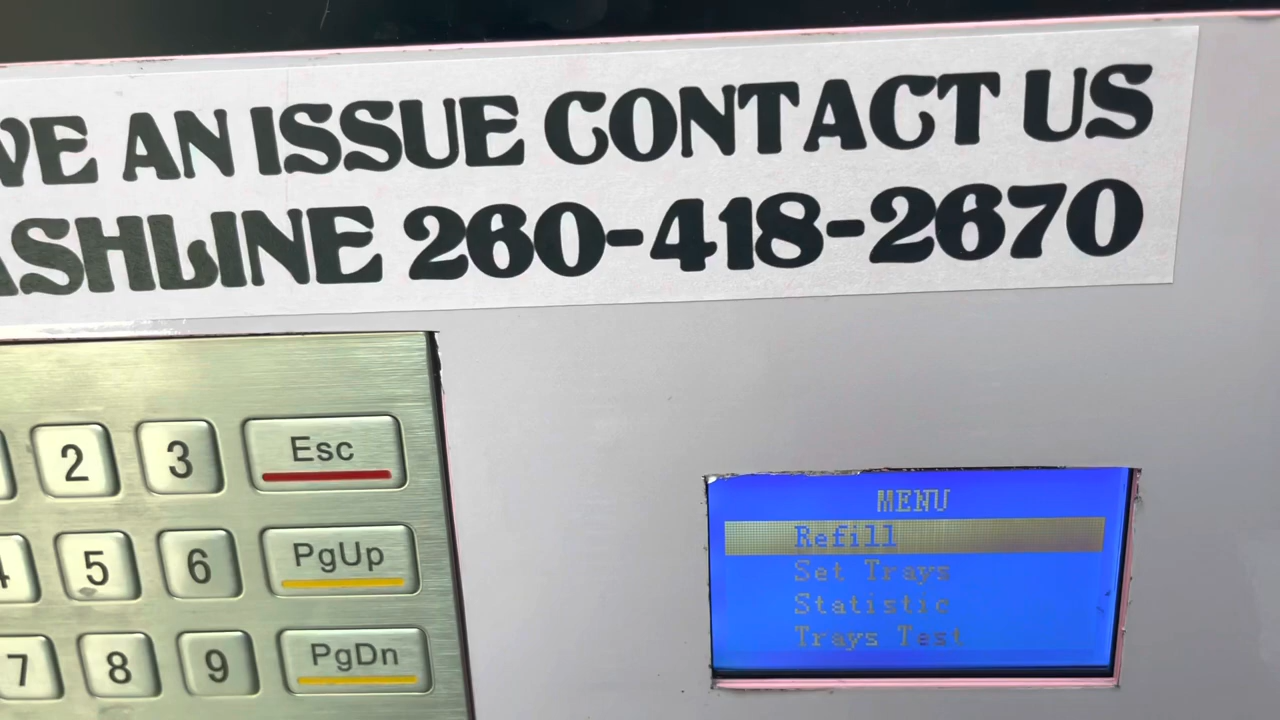 VE AN ISSUE CONTACT US
ASHLINE 260-418-2670
2
3
Esc
4
5
6
PgUp
7
8
9
PgDn
MENU
Refill
Set Trays
Statistic
Trays Test